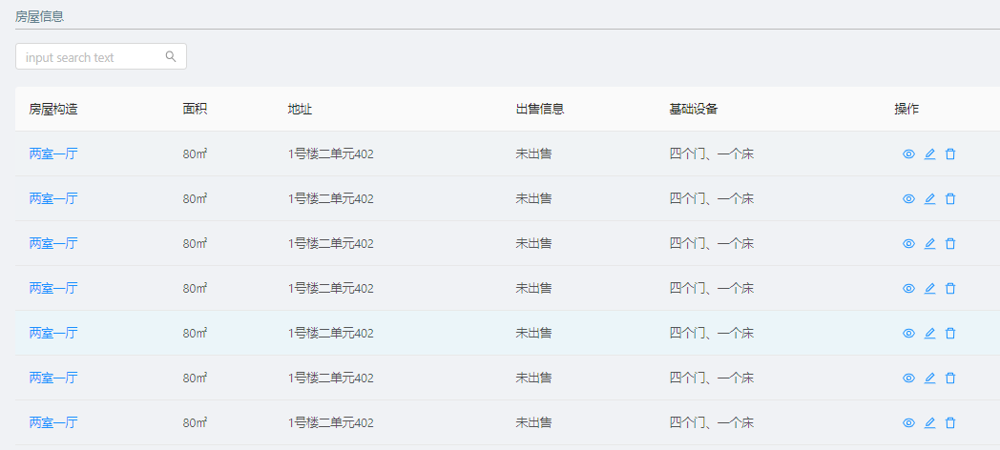 房屋信息
input search text
房屋构造 面积 地址 出售信息 基础设备 操作
两室一厅 80㎡ 1号楼二单元402 未出售 四个门、一个床
两室一厅 80㎡ 1号楼二单元402 未出售 四个门、一个床
两室一厅 80㎡ 1号楼二单元402 未出售 四个门、一个床
两室一厅 80㎡ 1号楼二单元402 未出售 四个门、一个床
两室一厅 80㎡ 1号楼二单元402 未出售 四个门、一个床
两室一厅 80㎡ 1号楼二单元402 未出售 四个门、一个床
两室一厅 80㎡ 1号楼二单元402 未出售 四个门、一个床